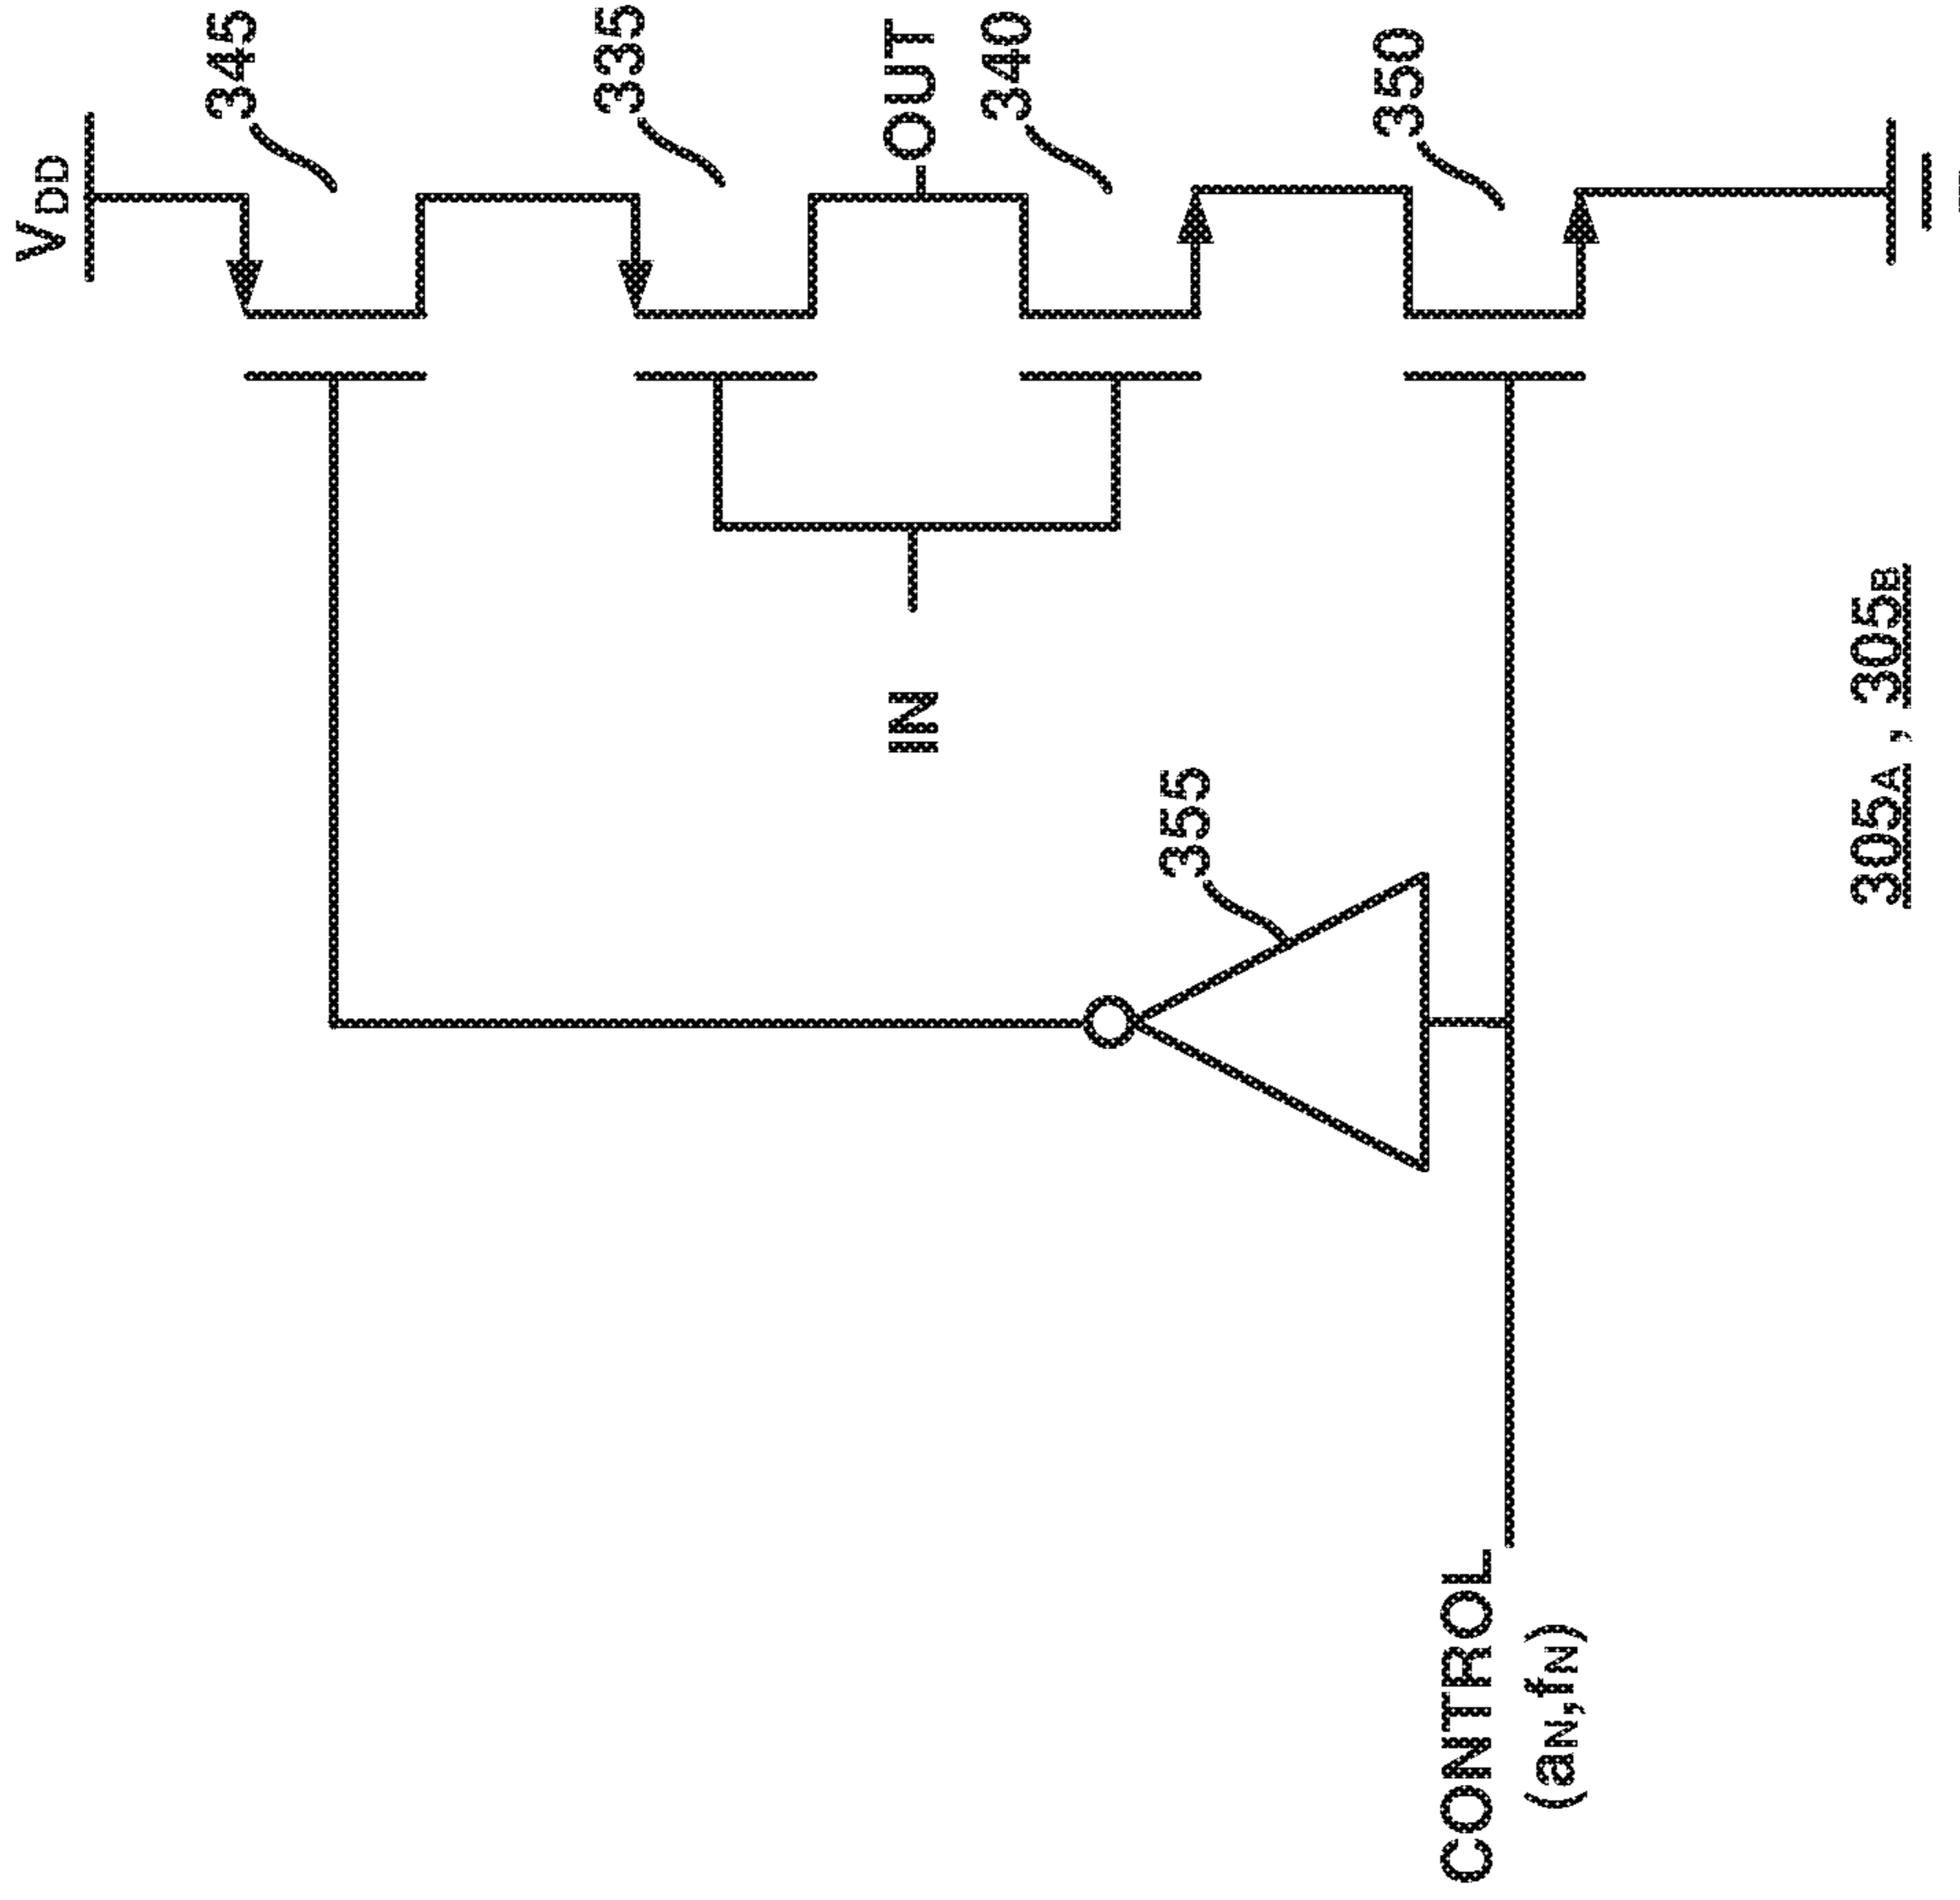 VDD
345
335
OUT
340
350
IN
355
CONTROL
(aN,fN)
305A, 305B